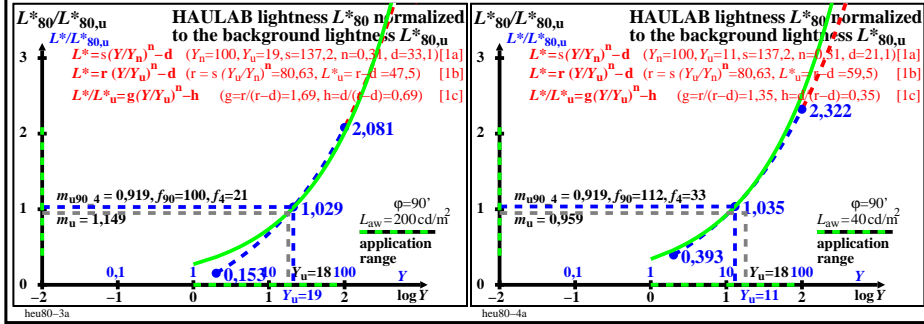 L*80/L*80,u
HAULAB lightness L*80 normalized
to the background lightness L*80,u
L*/L*80,u
L*=s(Y/Yn)n−d (Yn=100, Yu=19, s=137,2, n=0,31, d=33,1)[1a]
L*=r (Y/Yu)n−d (r = s (Yu/Yn)n=80,63, L*u= r−d =47,5) [1b]
L*/L*u=g(Y/Yu)n−h (g=r/(r−d)=1,69, h=d/(r−d)=0,69) [1c]
3
2,081
2
mu90_4 = 0,919, f90=100, f4=21
φ=90’
1
mu = 1,149
1,029
Law=200cd/m2
application
range
0,153
0,1 1 10 Yu=18 100 Y
0
−2 −1 0 1 Yu=19 2 log Y
heu80−3a
L*80/L*80,u
HAULAB lightness L*80 normalized
to the background lightness L*80,u
L*/L*80,u
L*=s(Y/Yn)n−d (Yn=100, Yu=11, s=137,2, n=0,31, d=21,1)[1a]
L*=r (Y/Yu)n−d (r = s (Yu/Yn)n=80,63, L*u= r−d =59,5) [1b]
L*/L*u=g(Y/Yu)n−h (g=r/(r−d)=1,35, h=d/(r−d)=0,35) [1c]
3
2,322
2
mu90_4 = 0,919, f90=112, f4=33
φ=90’
1
mu = 0,959
1,035
Law=40cd/m2
application
range
0,393
0,1 1 10 Yu=18 100 Y
0
−2 −1 0 1 Yu=11 2 log Y
heu80−4a